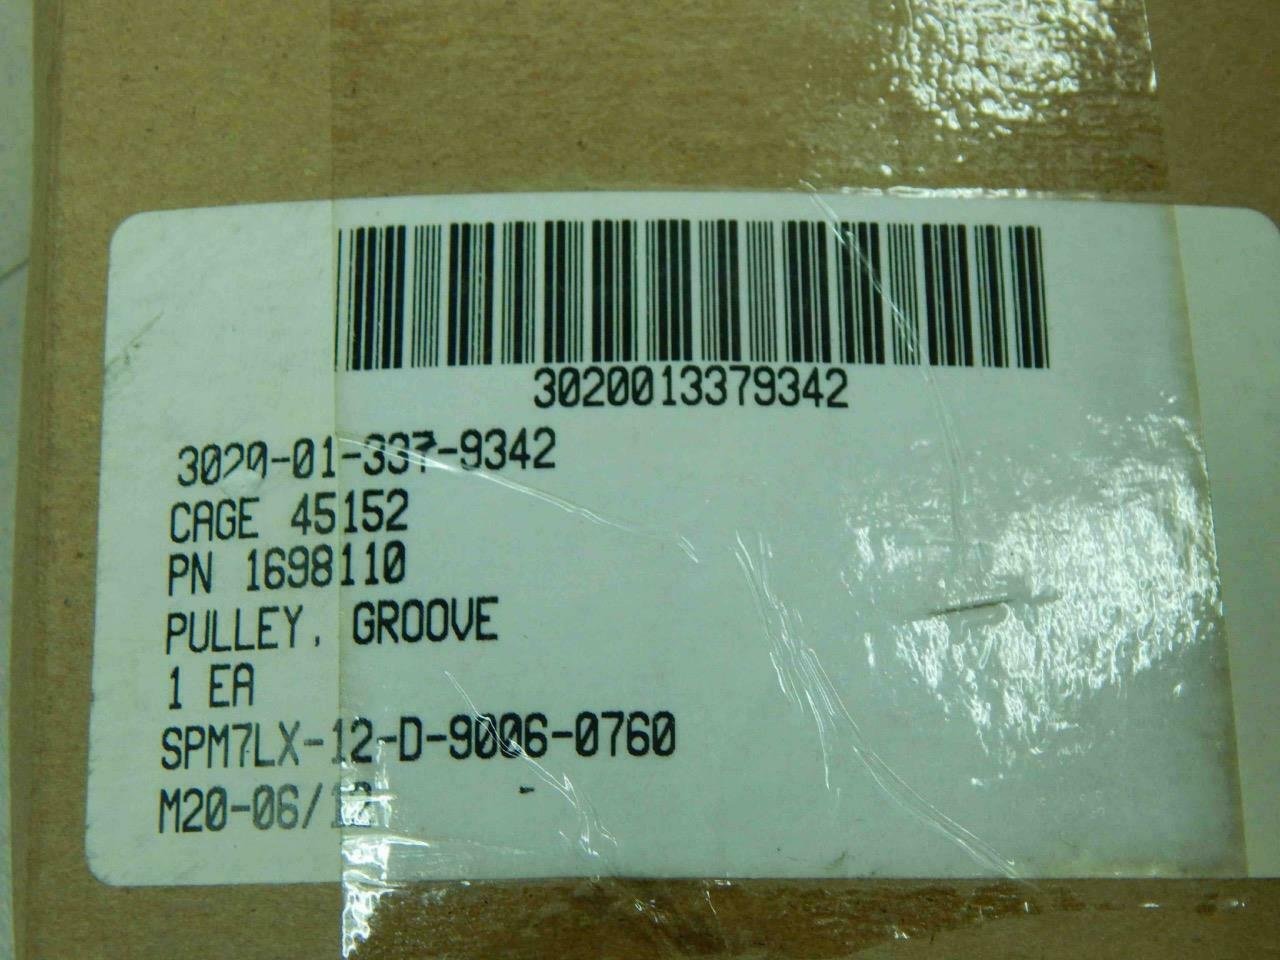 3020013379342
3020-01-337-9342
CAGE 45152
PN 1698110
PULLEY, GROOVE
1 EA
SPM7LX-12-D-9006-0760
M20-06/12